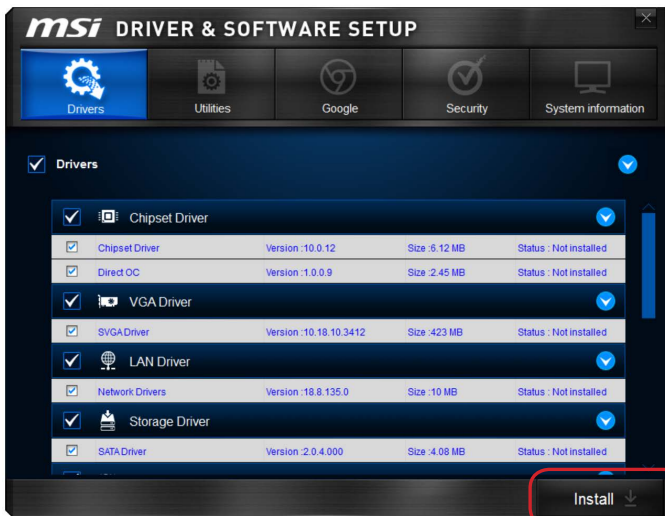 msi DRIVER & SOFTWARE SETUP
Drivers Utilities Google Security System information
Drivers
Chipset Driver
Chipset Driver Version :10.0.12 Size :6.12 MB Status : Not installed
Direct OC Version :1.0.0.9 Size :2.45 MB Status : Not installed
VGA Driver
SVGADriver Version :10.18.10.3412 Size :423 MB Status : Not installed
LAN Driver
Network Drivers Version :18.8.135.0 Size :10 MB Status : Not installed
Storage Driver
SATADriver Version :2.0.4.000 Size :4.08 MB Status : Not installed
Install